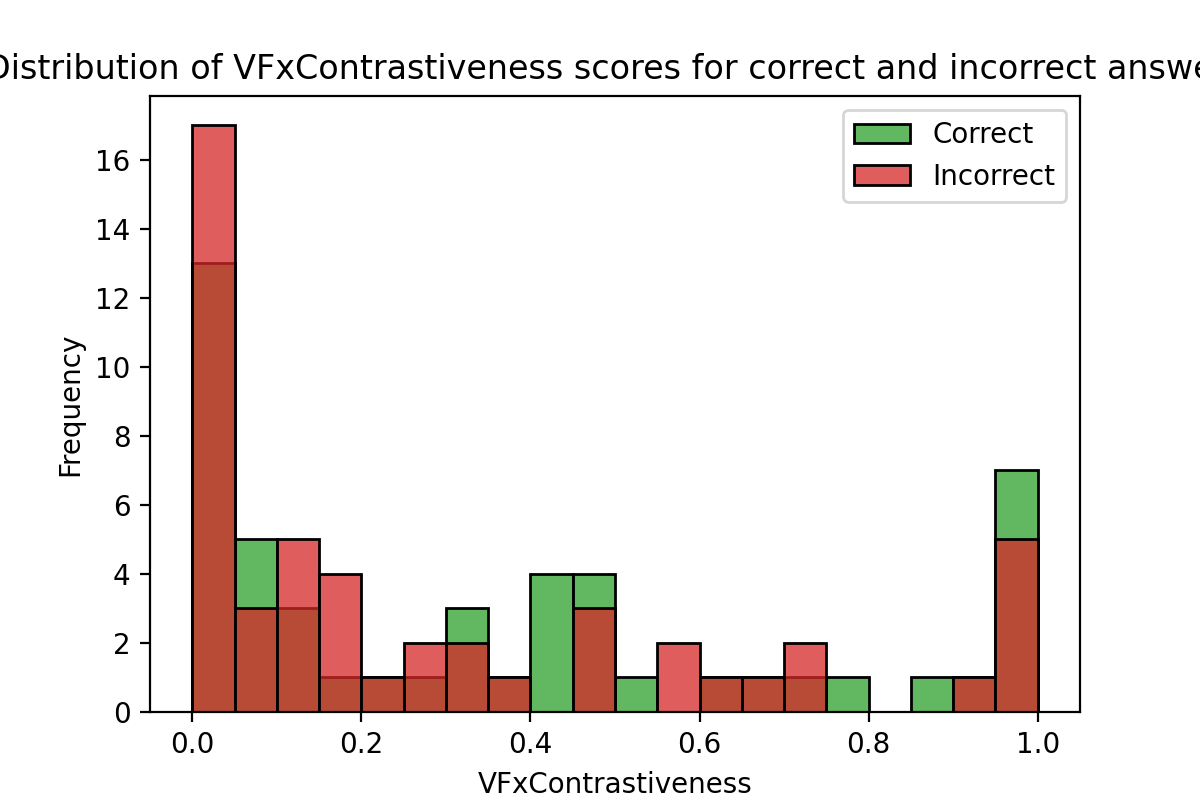 Distribution of VFxContrastiveness scores for correct and incorrect answe
Correct
Incorrect
16
14
12
10
8
6
4
2
0
Frequency
0.0 0.2 0.4 0.6 0.8 1.0
VFxContrastiveness